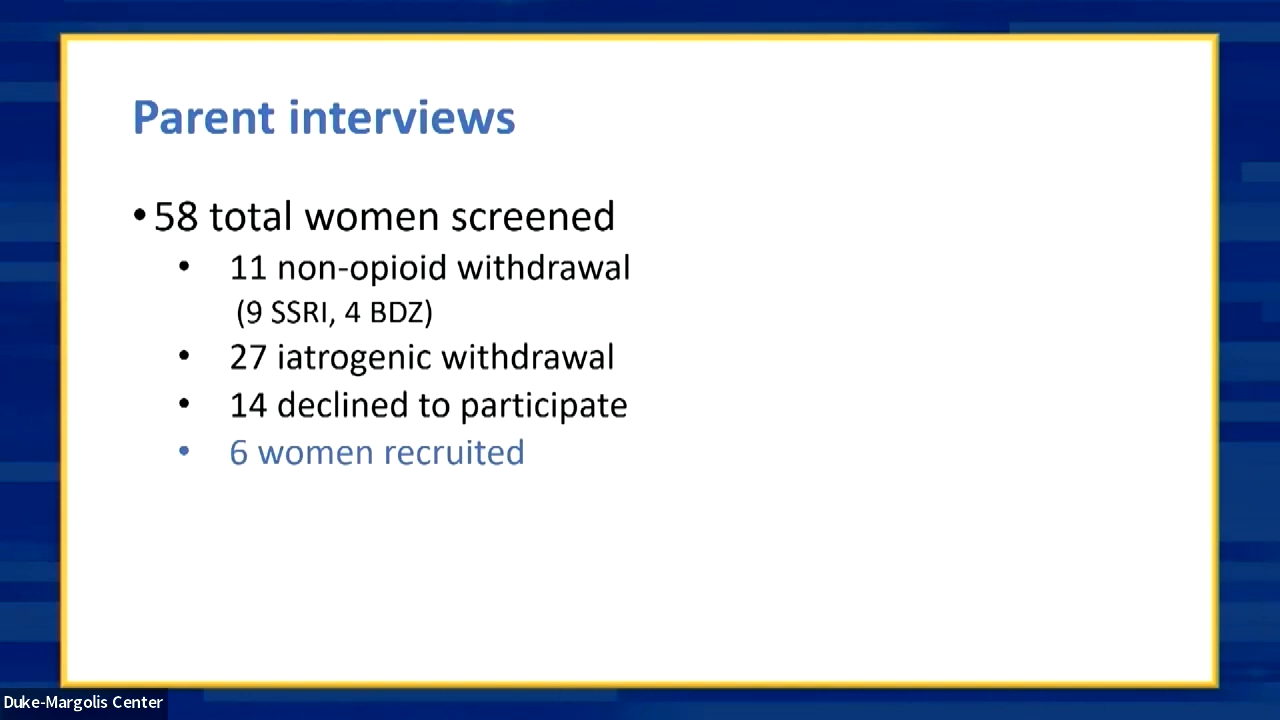 Parent interviews
•58 total women screened
• 11 non-opioid withdrawal
(9 SSRI, 4 BDZ)
• 27 iatrogenic withdrawal
• 14 declined to participate
• 6 women recruited
Duke-Margolis Center